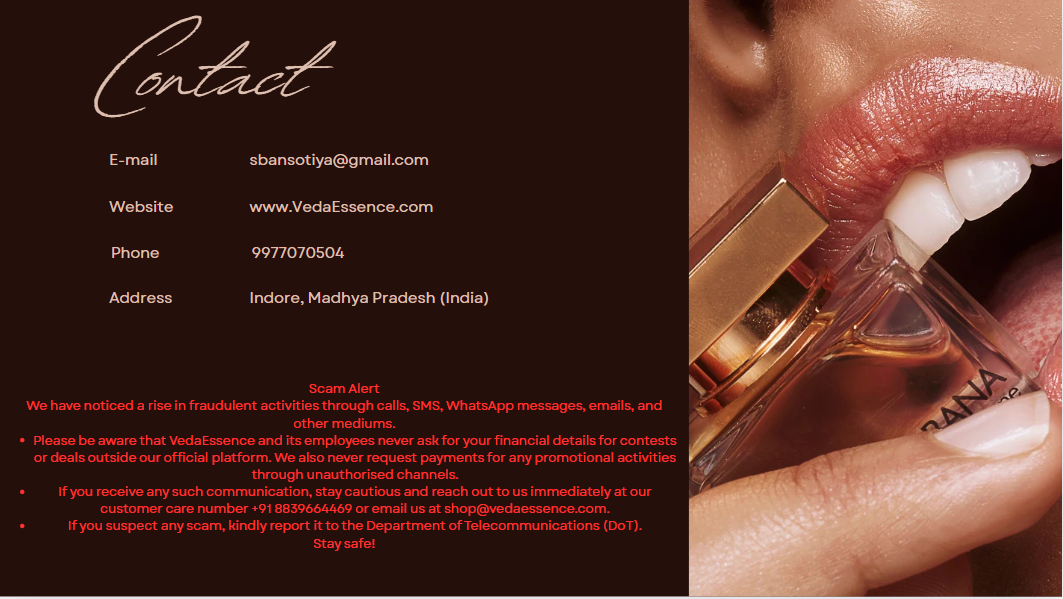 Contact
E-mail sbansotiya@gmail.com
Website www.VedaEssence.com
Phone 9977070504
Address Indore, Madhya Pradesh (India)
Scam Alert
We have noticed a rise in fraudulent activities through calls, SMS, WhatsApp messages, emails, and
other mediums.
• Please be aware that VedaEssence and its employees never ask for your financial details for contests
or deals outside our official platform. We also never request payments for any promotional activities
through unauthorised channels.
• If you receive any such communication, stay cautious and reach out to us immediately at our
customer care number +91 8839664469 or email us at shop@vedaessence.com.
• If you suspect any scam, kindly report it to the Department of Telecommunications (DoT).
Stay safe!